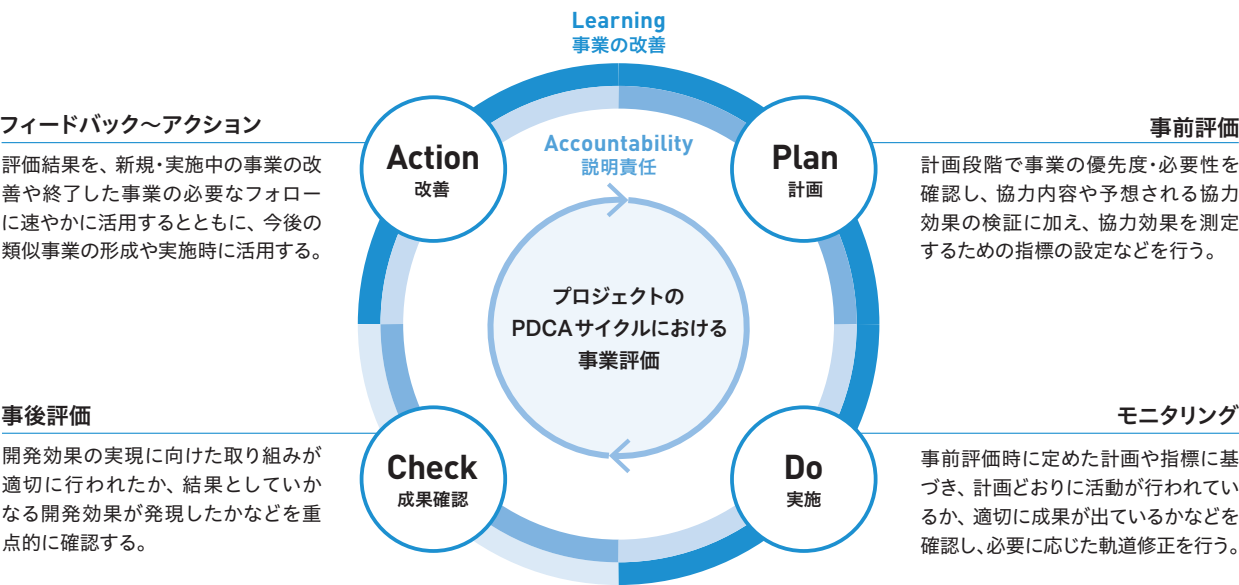 Learning
事業の改善
Accountability
説明責任
フィードバック〜アクション
評価結果を、新規・実施中の事業の改
善や終了した事業の必要なフォロー
に速やかに活用するとともに、今後の
類似事業の形成や実施時に活用する。
Action
改善
Plan
計画
事前評価
計画段階で事業の優先度・必要性を
確認し、協力内容や予想される協力
効果の検証に加え、協力効果を測定
するための指標の設定などを行う。
プロジェクトの
PDCAサイクルにおける
事業評価
事後評価
開発効果の実現に向けた取り組みが
適切に行われたか、結果としていか
なる開発効果が発現したかなどを重
点的に確認する。
Check
成果確認
Do
実施
モニタリング
事前評価時に定めた計画や指標に基
づき、計画どおりに活動が行われてい
るか、適切に成果が出ているかなどを
確認し、必要に応じた軌道修正を行う。